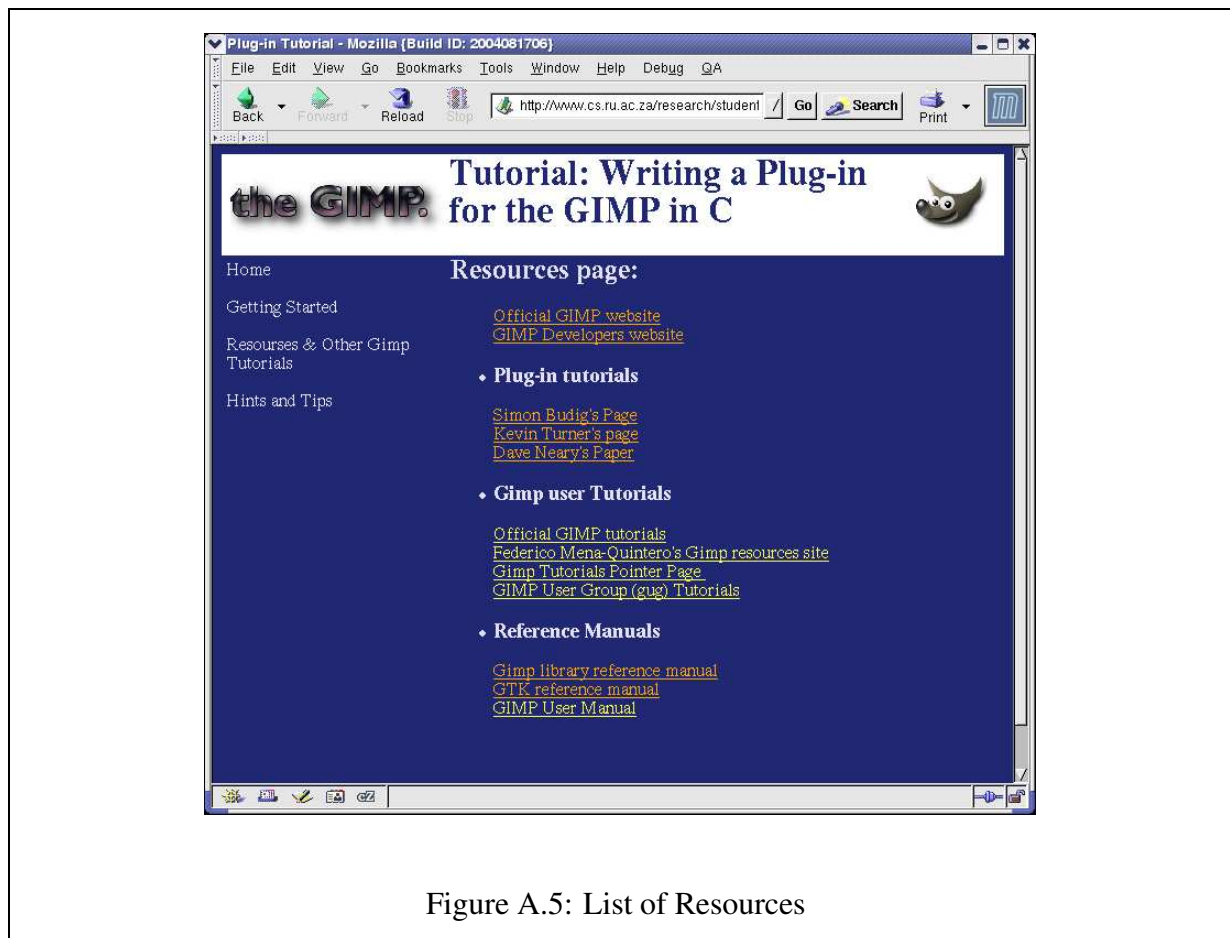 Plug-in Tutorial - Mozilla {Build ID: 2004081706}
File Edit View Go Bookmarks Tools Window Help Debug QA
Back Forward Reload Stop http://www.cs.ru.ac.za/research/student Go Search Print
the GIMP.
Tutorial: Writing a Plug-in
for the GIMP in C
Home
Getting Started
Resourses & Other Gimp
Tutorials
Hints and Tips
Resources page:
Official GIMP website
GIMP Developers website
• Plug-in tutorials
Simon Budig's Page
Kevin Turner's page
Dave Neary's Paper
• Gimp user Tutorials
Official GIMP tutorials
Federico Mena-Quintero's Gimp resources site
Gimp Tutorials Pointer Page
GIMP User Group (gug) Tutorials
• Reference Manuals
Gimp library reference manual
GTK reference manual
GIMP User Manual
Figure A.5: List of Resources